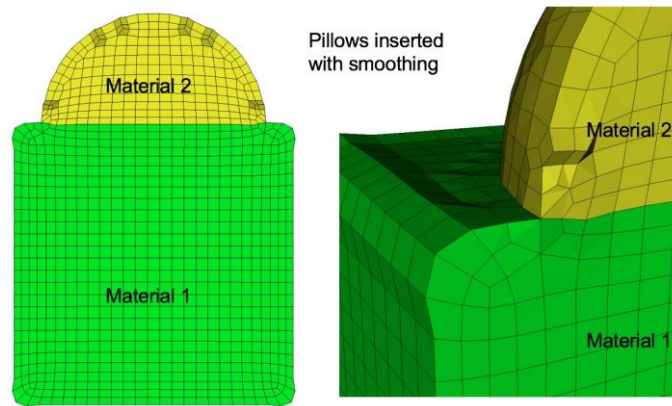 Material 2
Material 1
Pillows inserted
with smoothing
Material 2
Material 1